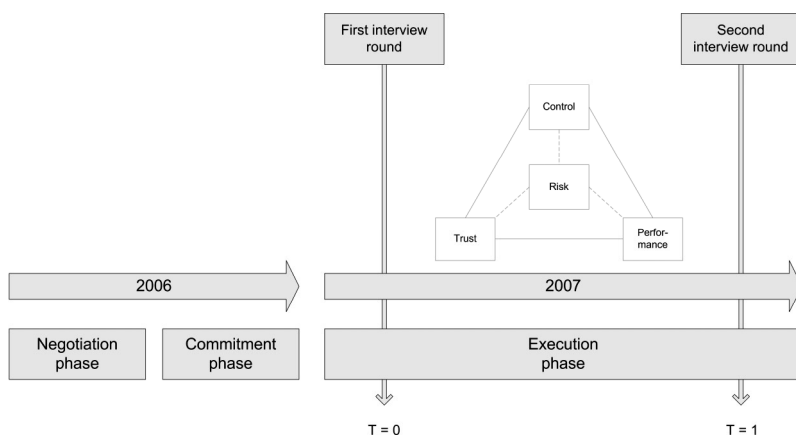 First interview
round
Second
interview round
Control
Risk
Trust
Perfor-
mance
2006
2007
Negotiation
phase
Commitment
phase
Execution
phase
T = 0
T = 1